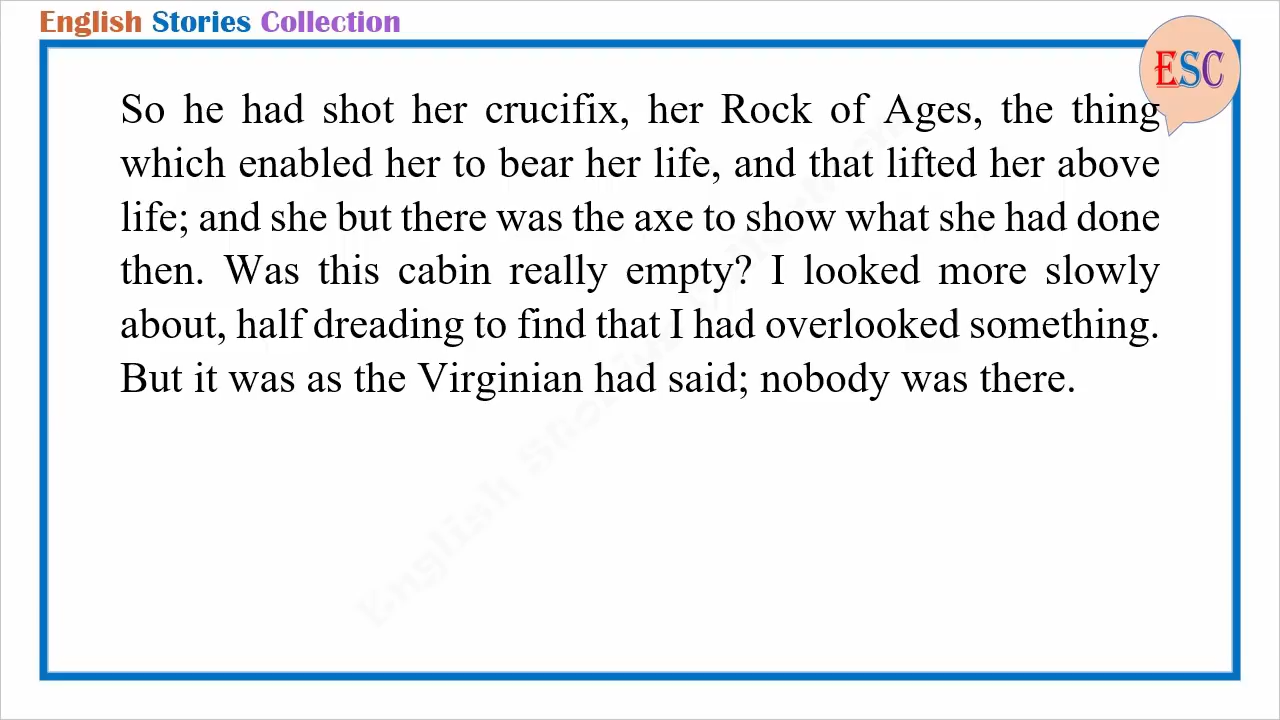 English Stories Collection
ESC
So he had shot her crucifix, her Rock of Ages, the thing
which enabled her to bear her life, and that lifted her above
life; and she but there was the axe to show what she had done
then. Was this cabin really empty? I looked more slowly
about, half dreading to find that I had overlooked something.
But it was as the Virginian had said; nobody was there.